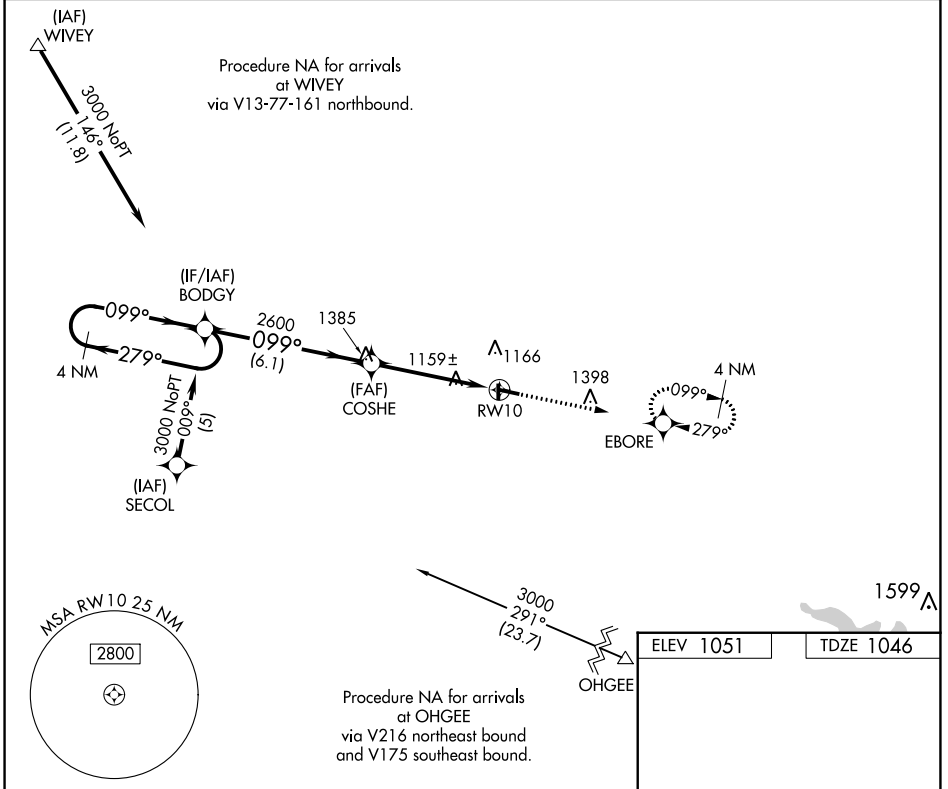 (IAF)
WIVEY
Procedure NA for arrivals
at WIVEY
via V13-77-161 northbound.
3000 NoPT
146°
(11.8)
(IF/IAF)
BODGY
099°
279°
4 NM
2600
099°
(6.1)
1385
(FAF)
COSHE
1159±
1166
RW10
1398
4 NM
099°
279°
EBORE
3000 NoPT
009°
(5)
(IAF)
SECOL
3000
291°
(23.7)
OHGEE
1599
MSA RW10 25 NM
2800
Procedure NA for arrivals
at OHGEE
via V216 northeast bound
and V175 southeast bound.
ELEV 1051
TDZE 1046